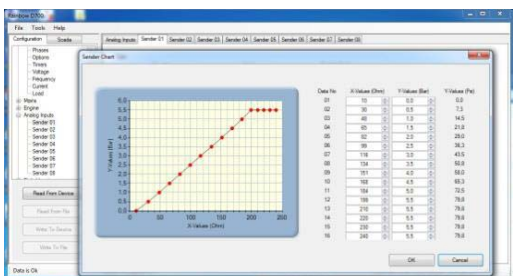 Rainbow D700
File Tools Help
Configuration Scada
Analog Inputs Sender 01 Sender 02 Sender 03 Sender 04 Sender 05 Sender 06 Sender 07 Sender 08
Phases
Options
Timers
Voltage
Frequency
Current
Load
Mains
Engine
Analog Inputs
Sender 01
Sender 02
Sender 03
Sender 04
Sender 05
Sender 06
Sender 07
Sender 08
Read From Device
Read From File
Write To Device
Write To File
Data is Ok
Sender Chart
Y-Values (Bar)
6,0
5,5
5,0
4,5
4,0
3,5
3,0
2,5
2,0
1,5
1,0
0,5
0,0
0 50 100 150 200 250
X-Values (Ohm)
Data No X-Values (Ohm) Y-Values (Bar) Y-Values (Psi)
01 10 0,0 0,0
02 31 0,5 7,3
03 48 1,0 14,5
04 65 1,5 21,8
05 82 2,0 29,0
06 99 2,5 36,3
07 116 3,0 43,5
08 134 3,5 50,8
09 151 4,0 58,0
10 168 4,5 65,3
11 184 5,0 72,5
12 5,5 79,8
13 210 5,5 79,8
14 220 5,5 79,8
15 230 5,5 79,8
16 240 5,5 79,8
OK Cancel